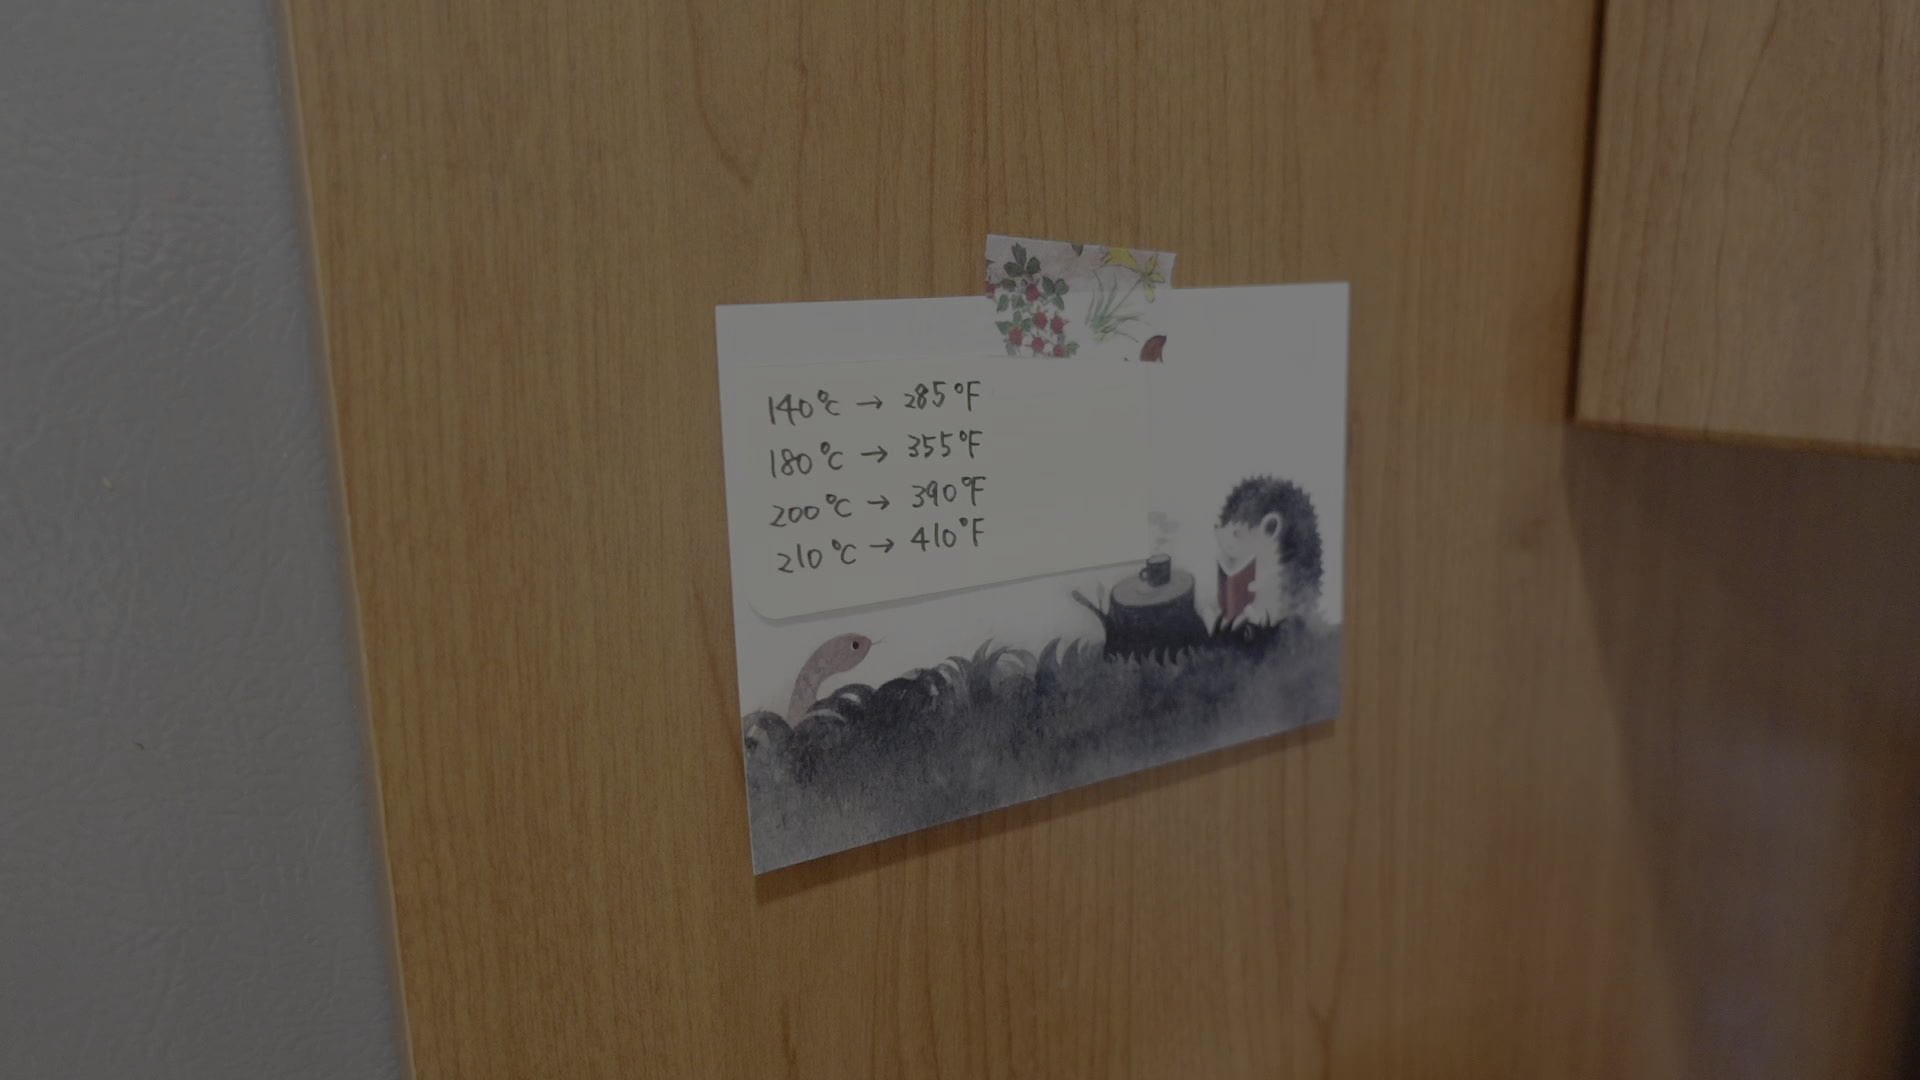 140°C → 285°F
180°C → 355°F
200°C → 390°F
210°C → 410°F